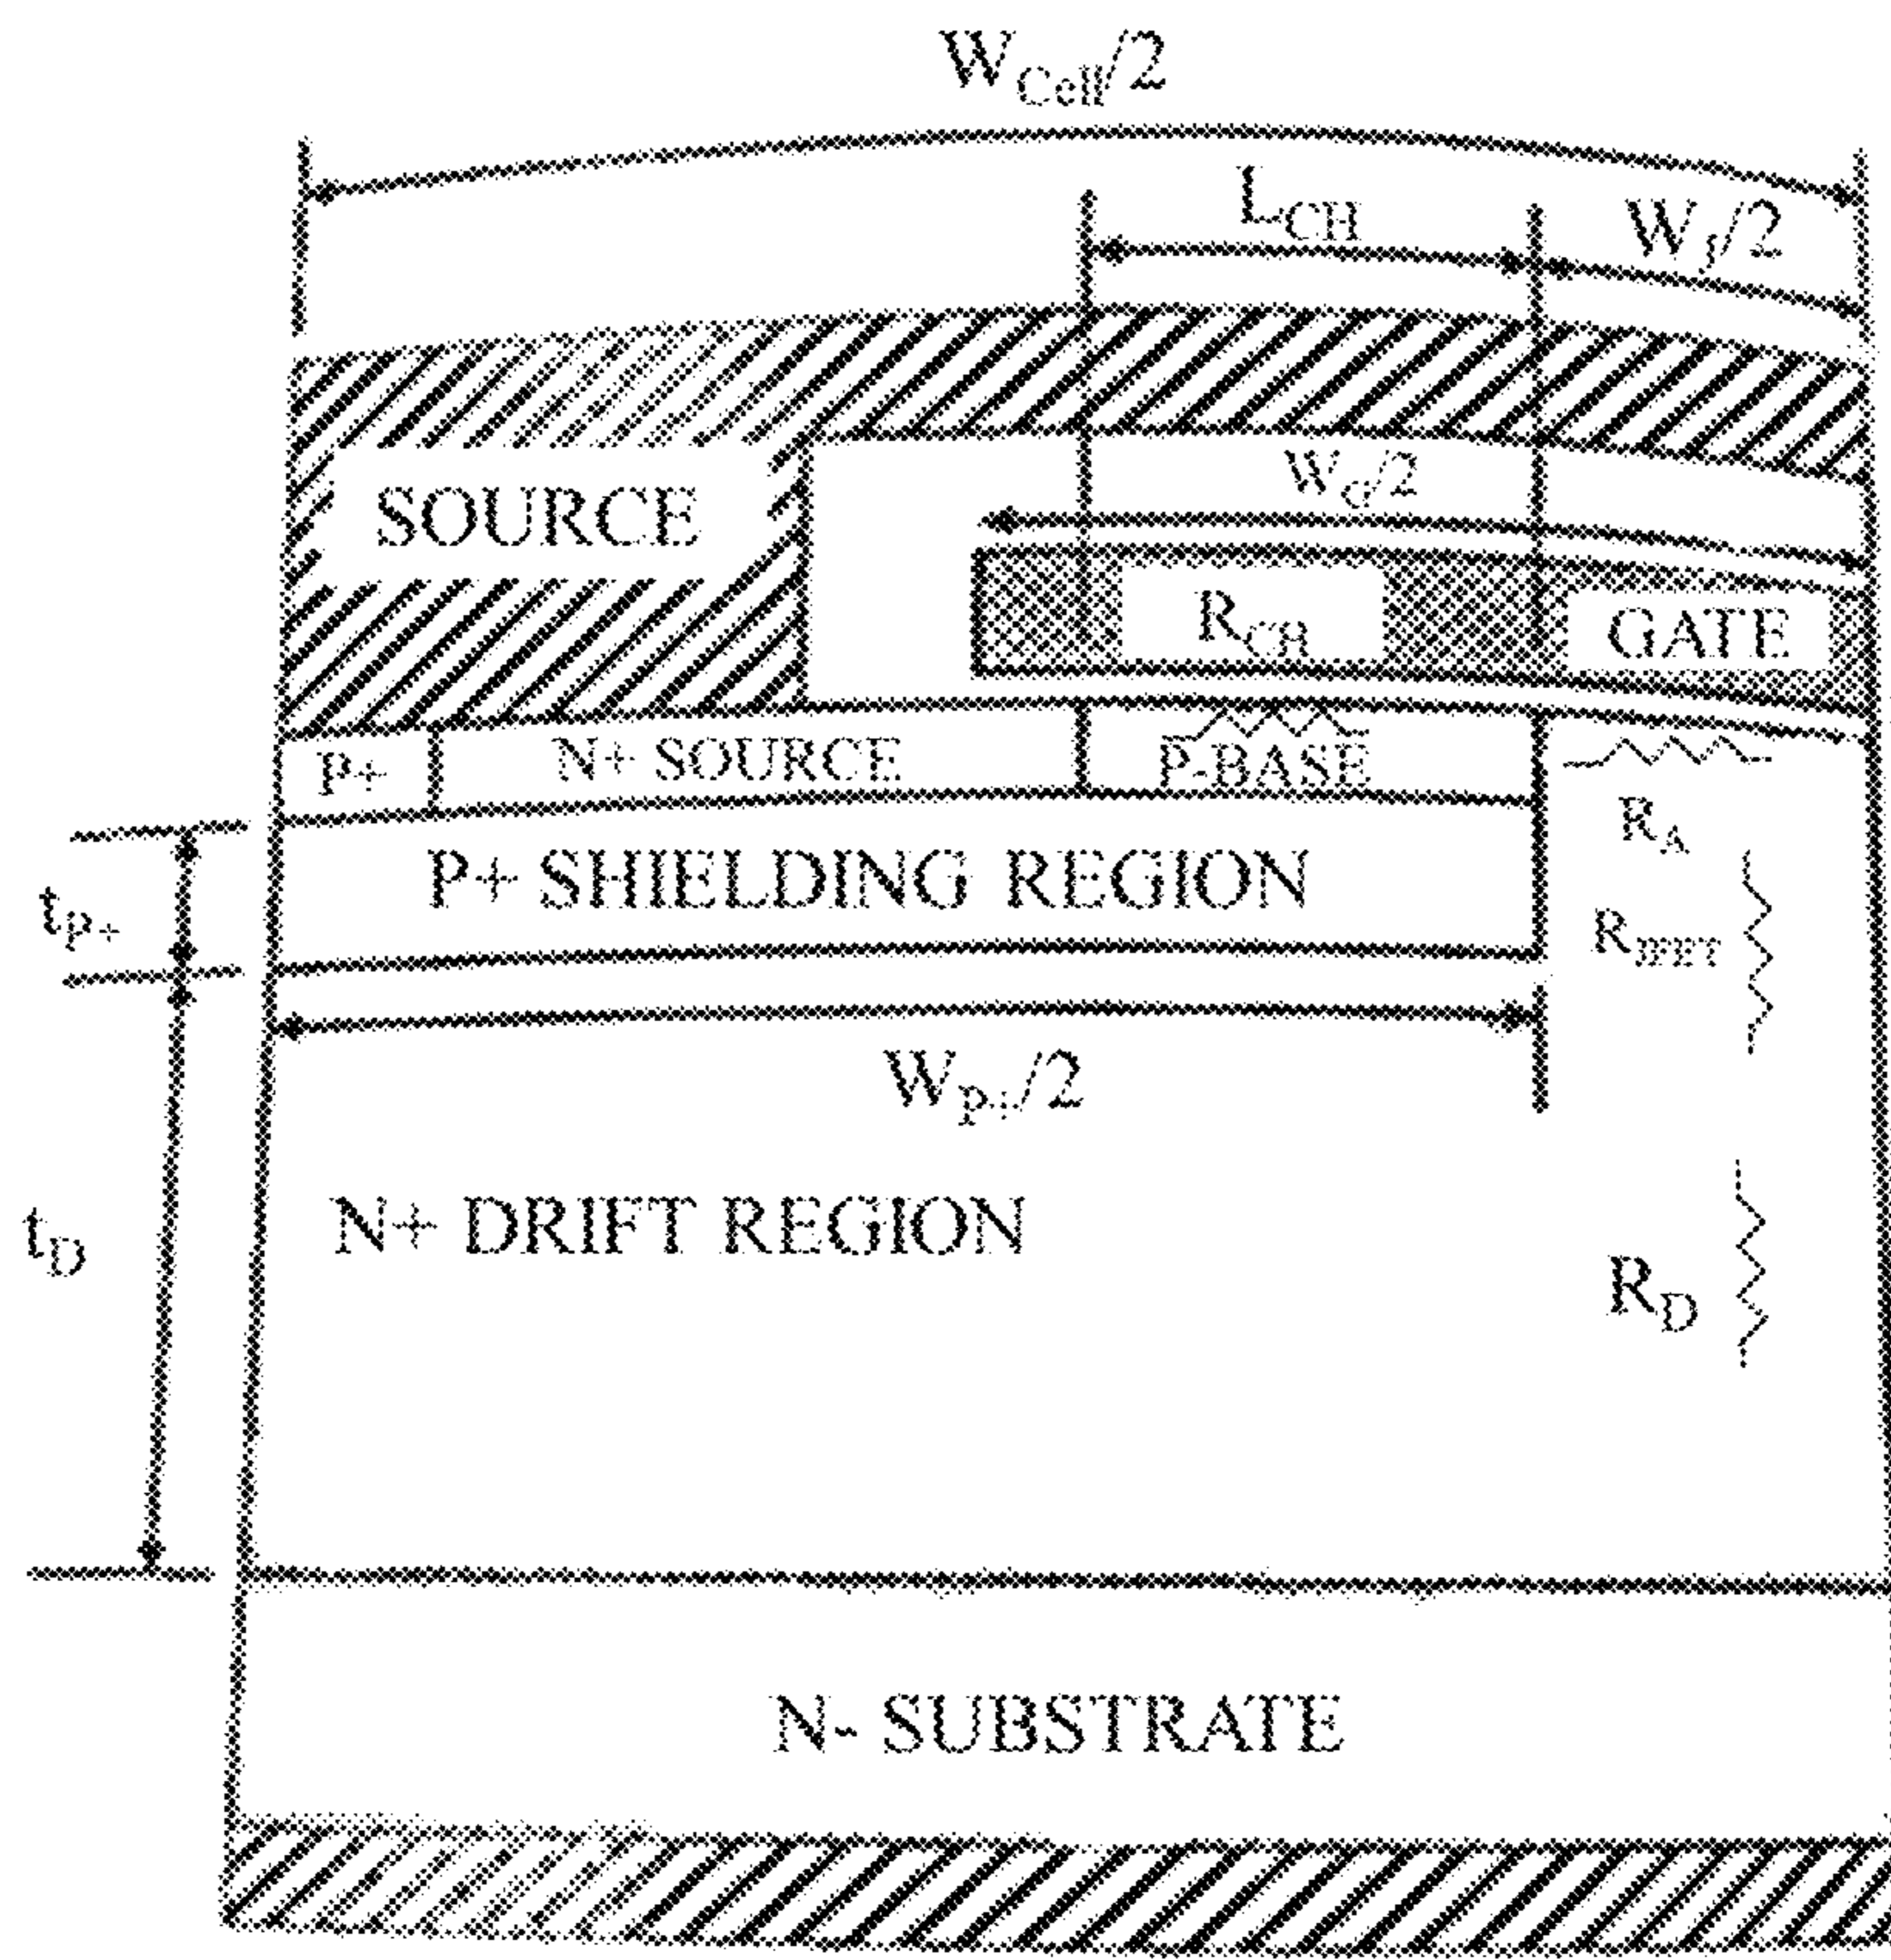 W_Cell/2
L_CH
W_J/2
W_G/2
SOURCE
R_CH
GATE
P+
N+ SOURCE
P-BASE
R_A
P+ SHIELDING REGION
t_P+
R_JFET
W_P+/2
N+ DRIFT REGION
t_D
R_D
N- SUBSTRATE